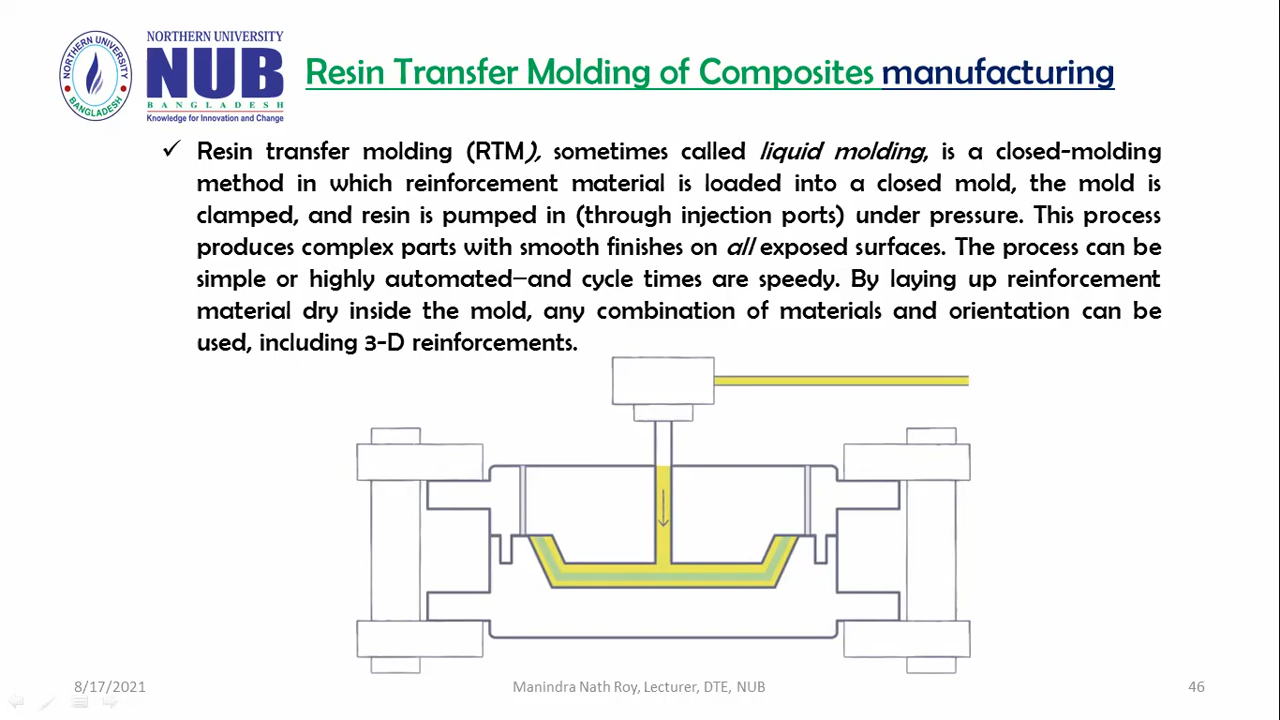 NORTHERN UNIVERSITY
BANGLADESH
NORTHERN UNIVERSITY
NUB
BANGLADESH
Knowledge for Innovation and Change
Resin Transfer Molding of Composites manufacturing
✓ Resin transfer molding (RTM), sometimes called liquid molding, is a closed-molding
method in which reinforcement material is loaded into a closed mold, the mold is
clamped, and resin is pumped in (through injection ports) under pressure. This process
produces complex parts with smooth finishes on all exposed surfaces. The process can be
simple or highly automated–and cycle times are speedy. By laying up reinforcement
material dry inside the mold, any combination of materials and orientation can be
used, including 3-D reinforcements.
8/17/2021
Manindra Nath Roy, Lecturer, DTE, NUB
46